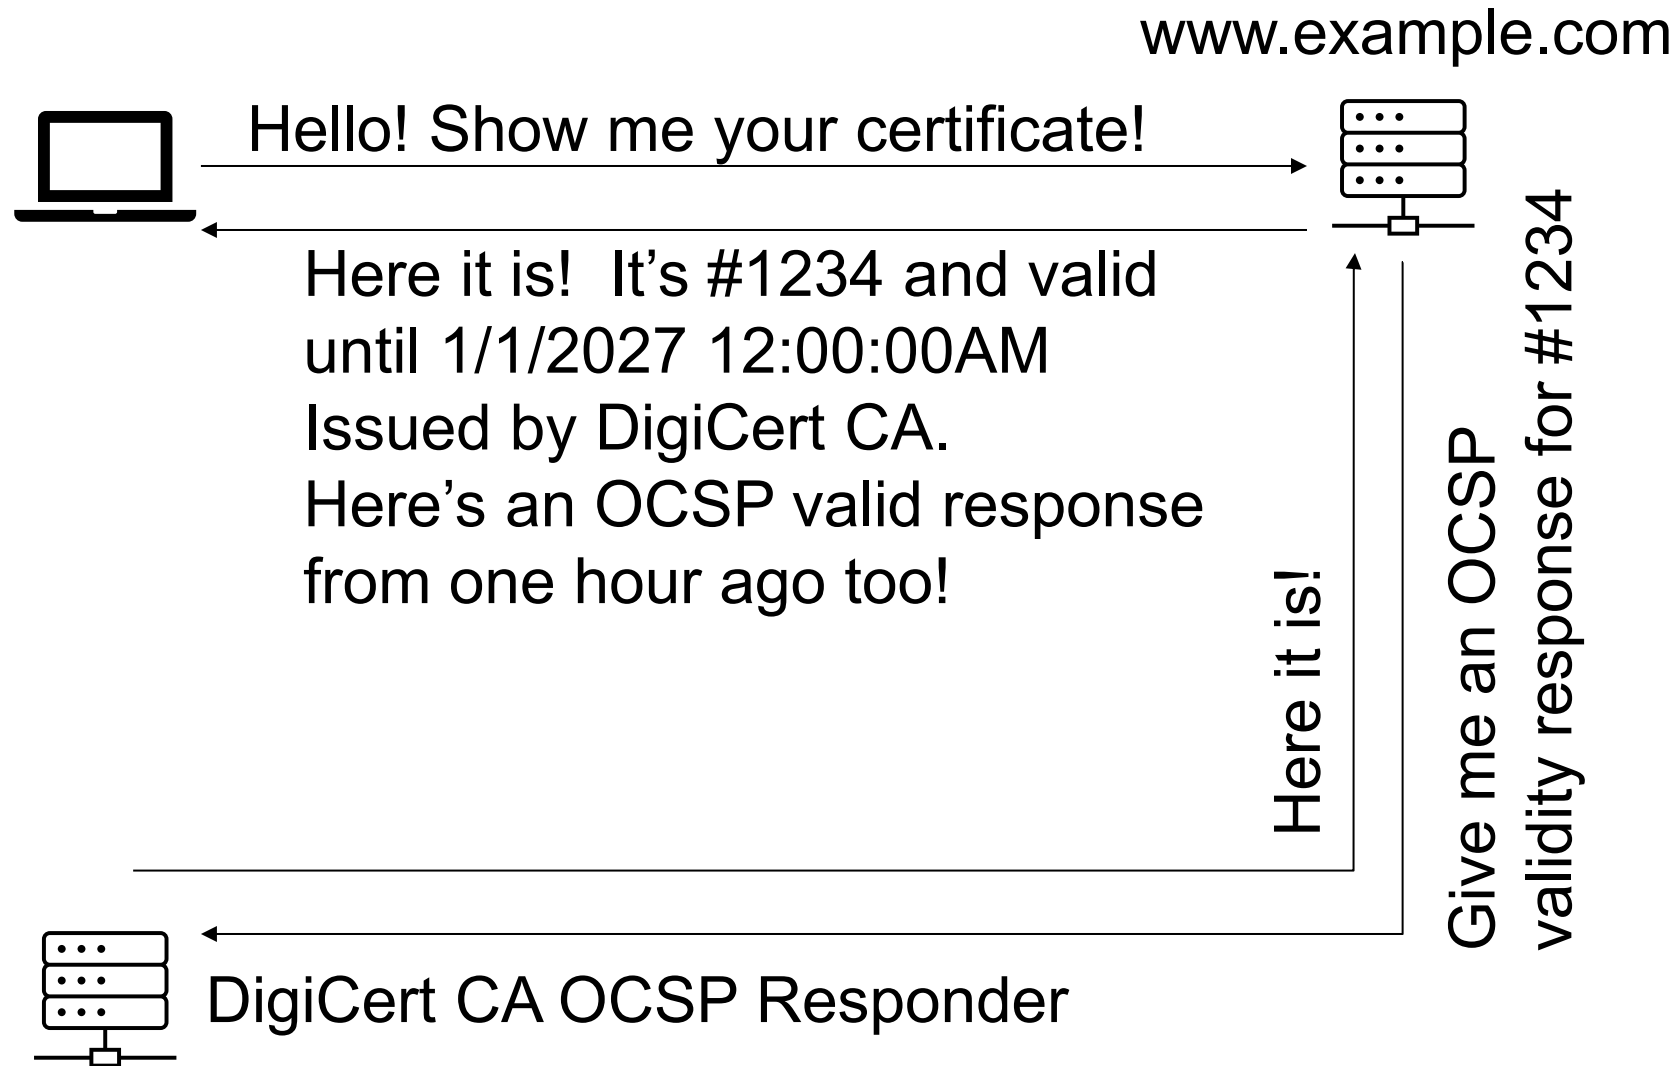 www.example.com
Hello! Show me your certificate!
Here it is!  It’s #1234 and valid
until 1/1/2027 12:00:00AM
Issued by DigiCert CA.
Here’s an OCSP valid response
from one hour ago too!
Here it is!
Give me an OCSP
validity response for #1234
DigiCert CA OCSP Responder